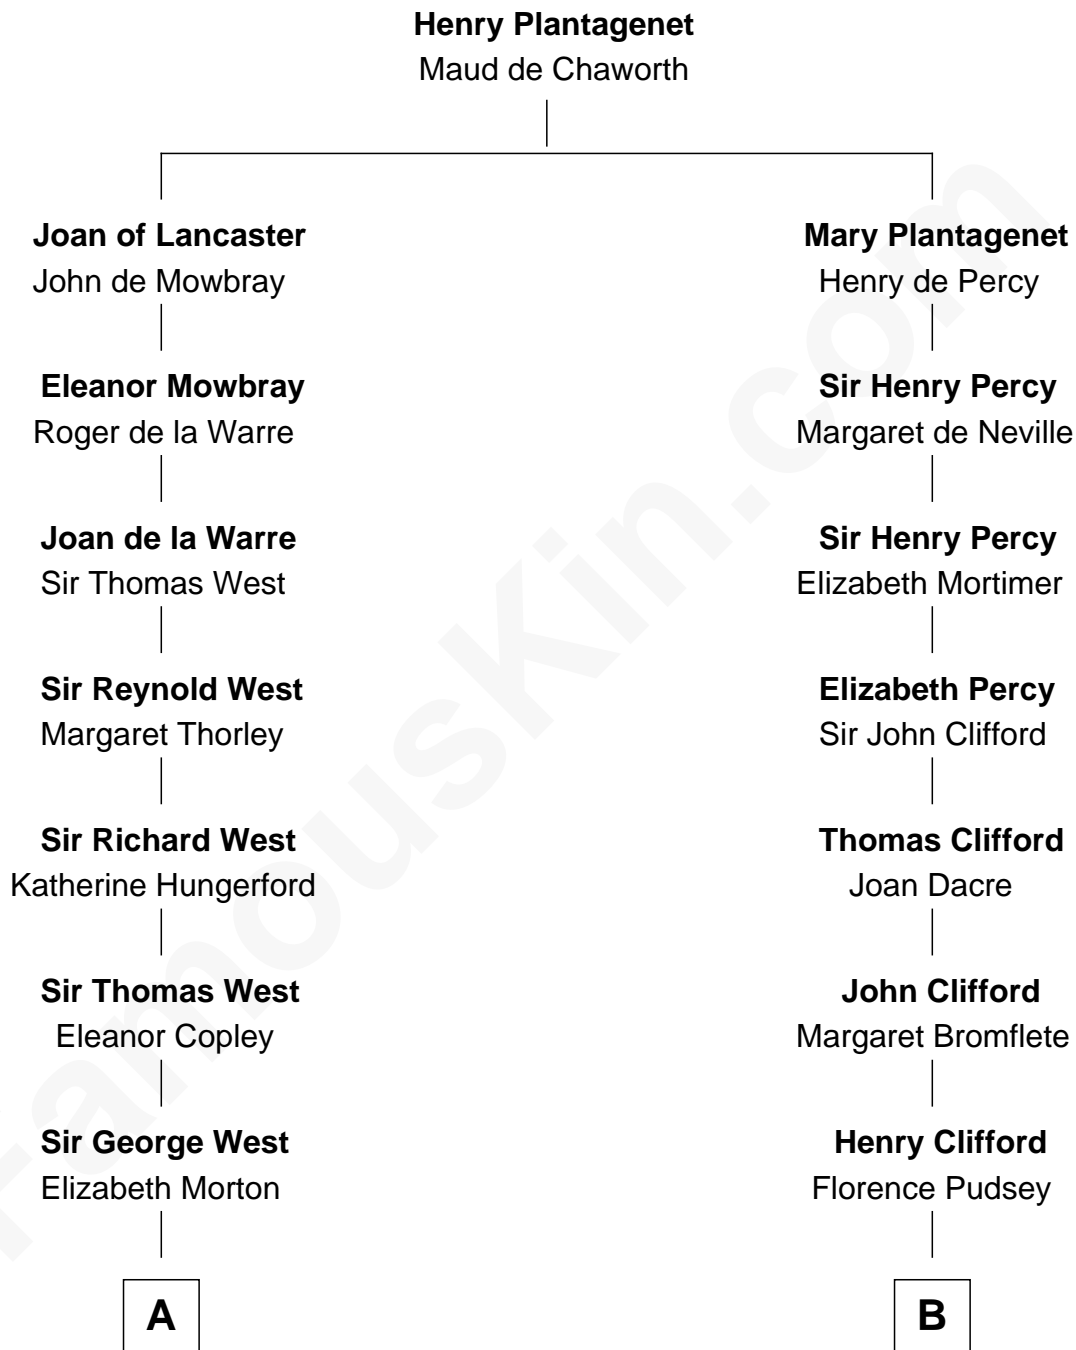 Henry Plantagenet
Maud de Chaworth
Joan of Lancaster
John de Mowbray
Mary Plantagenet
Henry de Percy
Eleanor Mowbray
Roger de la Warre
Sir Henry Percy
Margaret de Neville
Joan de la Warre
Sir Thomas West
Sir Henry Percy
Elizabeth Mortimer
Sir Reynold West
Margaret Thorley
Elizabeth Percy
Sir John Clifford
Sir Richard West
Katherine Hungerford
Thomas Clifford
Joan Dacre
Sir Thomas West
Eleanor Copley
John Clifford
Margaret Bromflete
Sir George West
Elizabeth Morton
Henry Clifford
Florence Pudsey
A
B
FamousKin.com